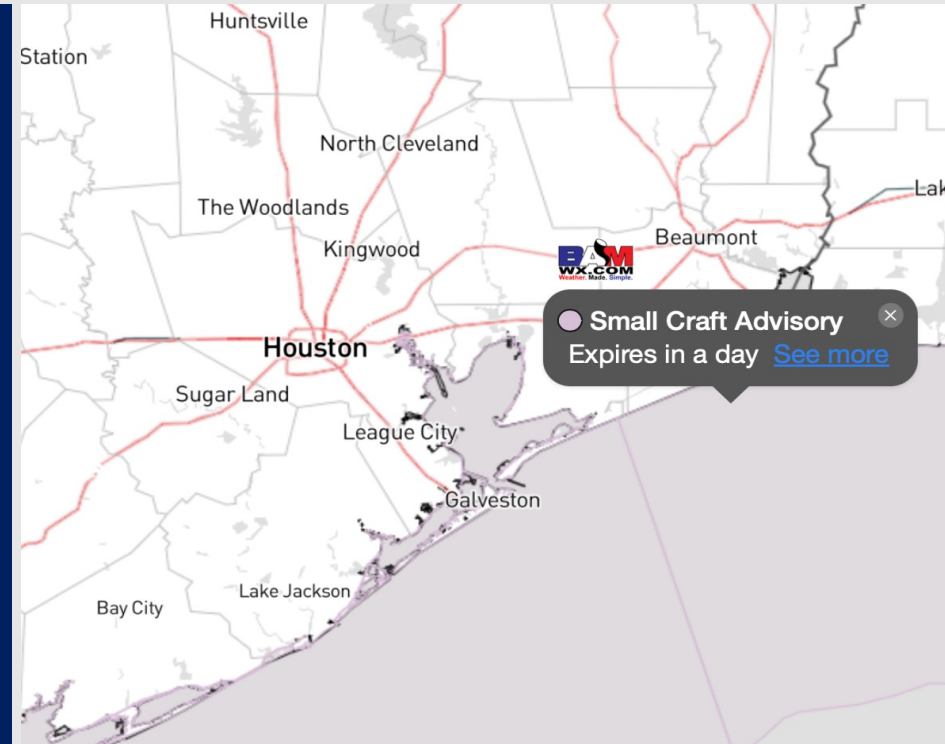 Huntsville
Station
North Cleveland
Lak
The Woodlands
Kingwood
Beaumont
BAM
WX.COM
Weather. Made. Simple.
Small Craft Advisory
Expires in a day See more
Houston
Sugar Land
League City
Galveston
Lake Jackson
Bay City